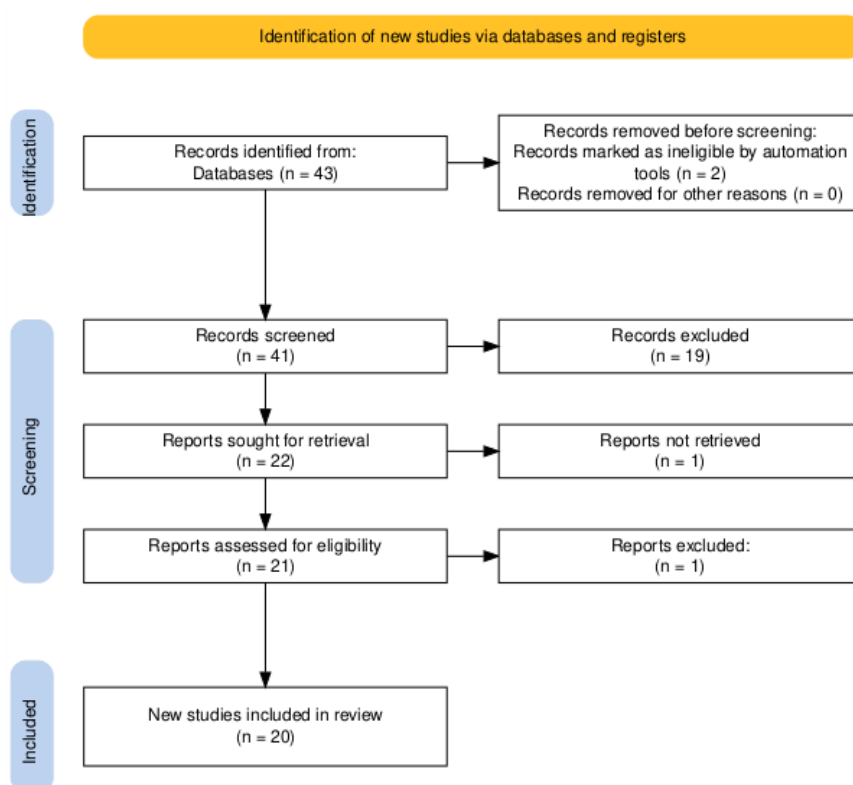 Identification of new studies via databases and registers
Identification
Records identified from:
Databases (n = 43)
Records removed before screening:
Records marked as ineligible by automation
tools (n = 2)
Records removed for other reasons (n = 0)
Screening
Records screened
(n = 41)
Records excluded
(n = 19)
Reports sought for retrieval
(n = 22)
Reports not retrieved
(n = 1)
Reports assessed for eligibility
(n = 21)
Reports excluded:
(n = 1)
Included
New studies included in review
(n = 20)